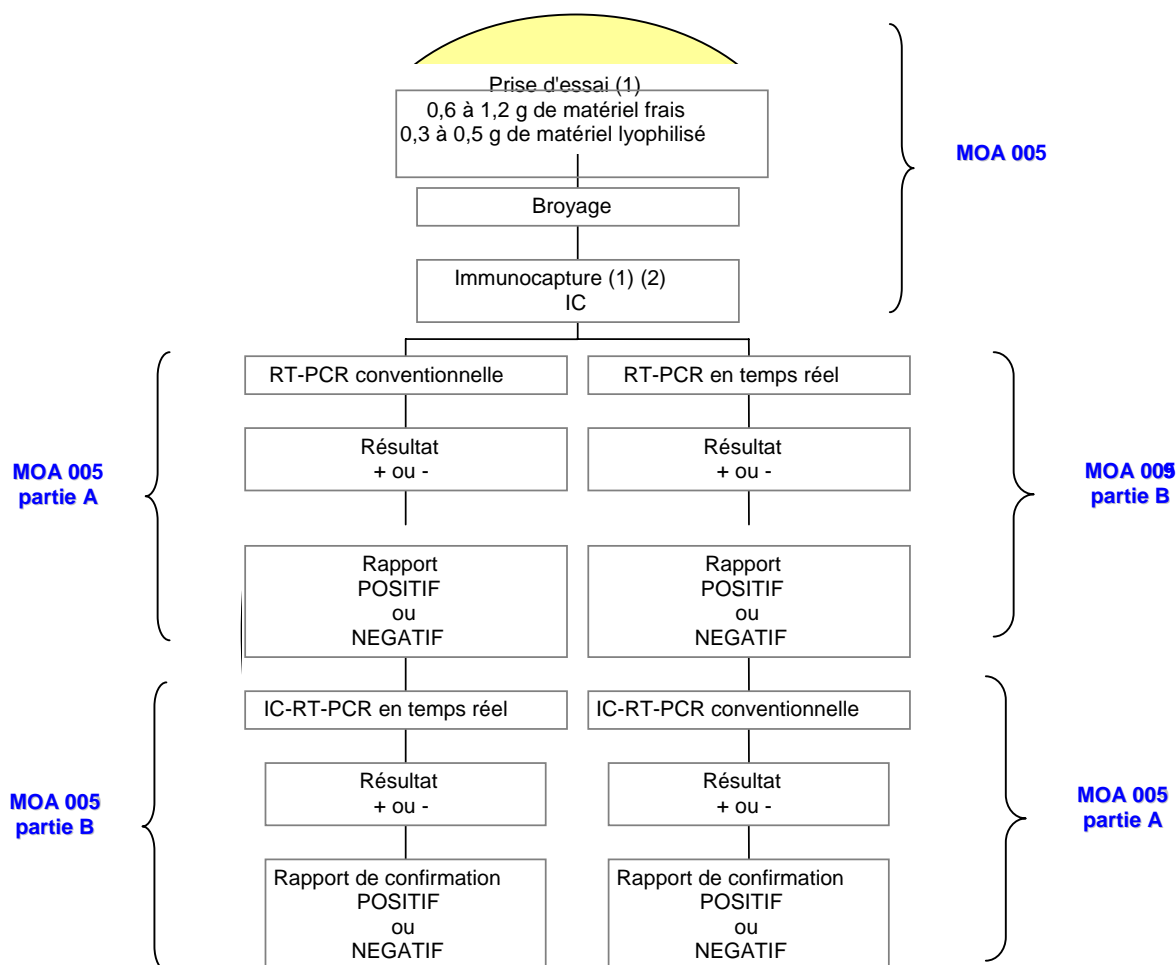 Prise d'essai (1)
0,6 à 1,2 g de matériel frais
0,3 à 0,5 g de matériel lyophilisé
MOA 005
Broyage
Immunocapture (1) (2)
IC
RT-PCR conventionnelle
RT-PCR en temps réel
Résultat
+ ou -
Résultat
+ ou -
MOA 005
partie A
MOA 005
partie B
Rapport
POSITIF
ou
NEGATIF
Rapport
POSITIF
ou
NEGATIF
IC-RT-PCR en temps réel
IC-RT-PCR conventionnelle
Résultat
+ ou -
Résultat
+ ou -
MOA 005
partie B
MOA 005
partie A
Rapport de confirmation
POSITIF
ou
NEGATIF
Rapport de confirmation
POSITIF
ou
NEGATIF